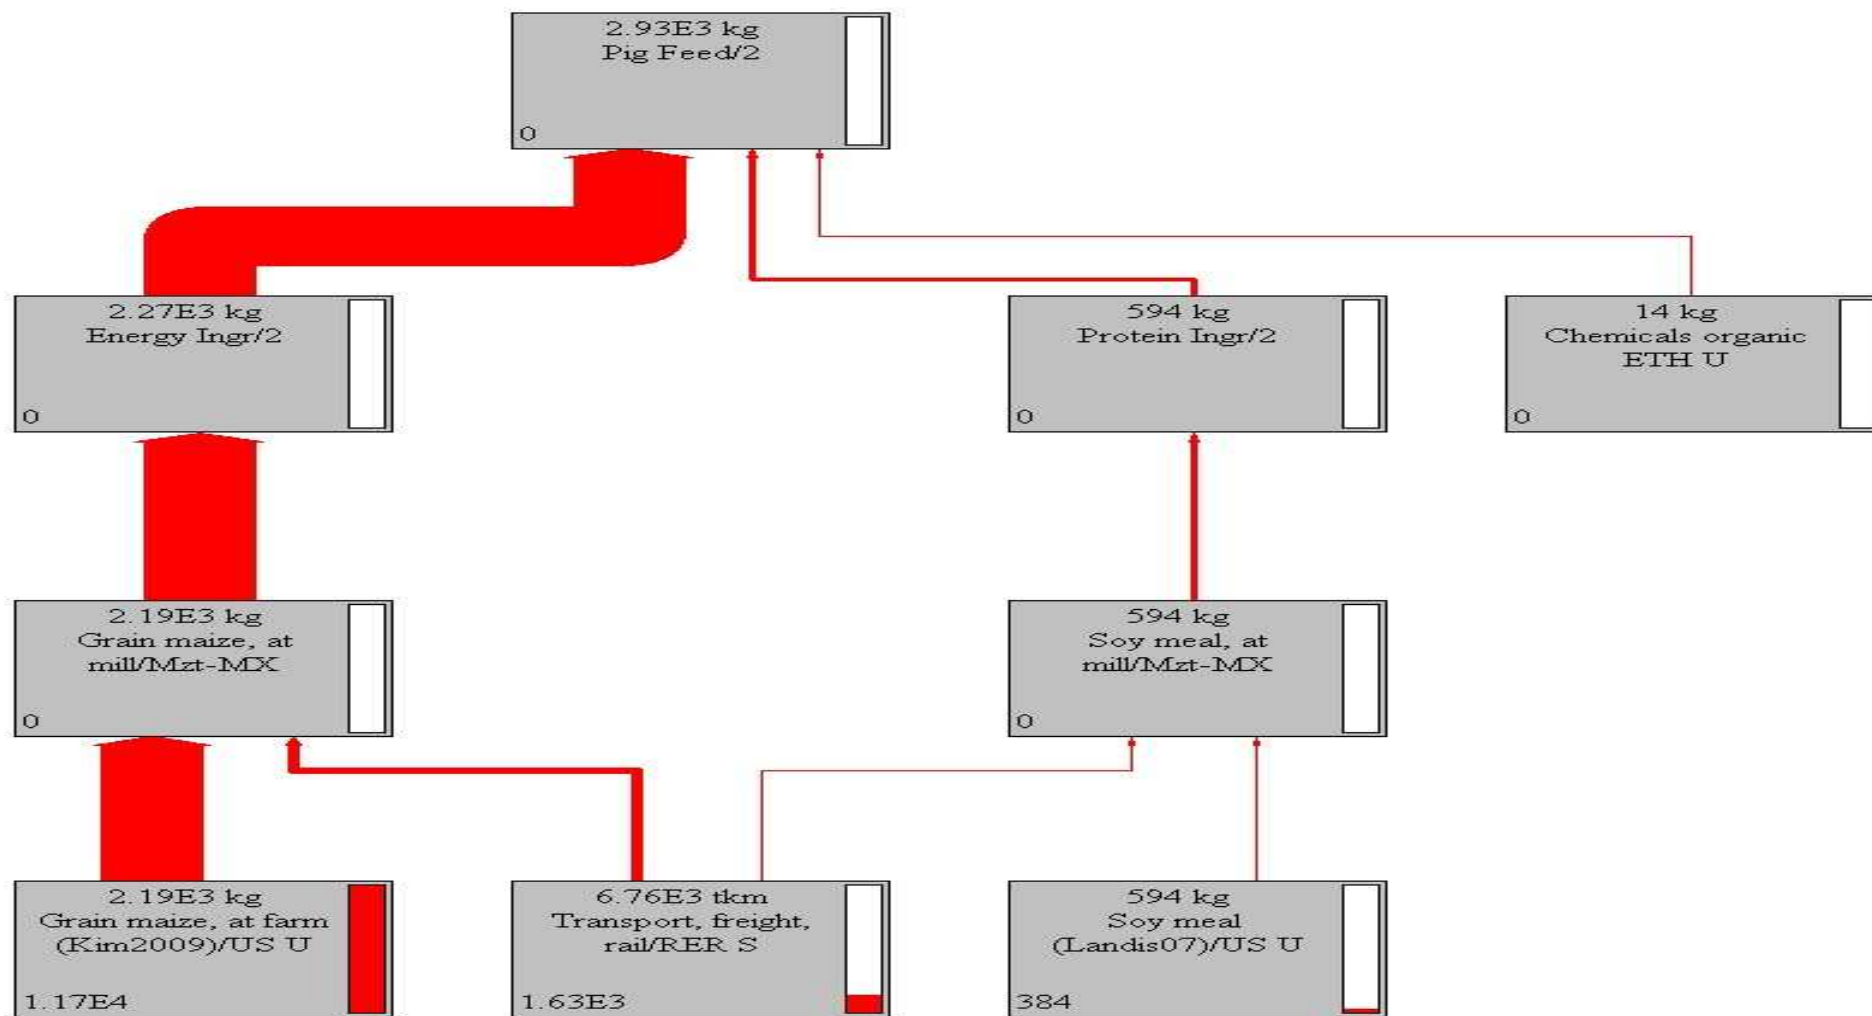 2.93E3 kg
Pig Feed/2
0
2.27E3 kg
Energy Ingr/2
0
594 kg
Protein Ingr/2
0
14 kg
Chemicals organic
ETH U
0
2.19E3 kg
Grain maize, at
mill/Mzt-MX
0
594 kg
Soy meal, at
mill/Mzt-MX
0
2.19E3 kg
Grain maize, at farm
(Kim2009)/US U
1.17E4
6.76E3 tkm
Transport, freight,
rail/RER S
1.63E3
594 kg
Soy meal
(Landis07)/US U
384